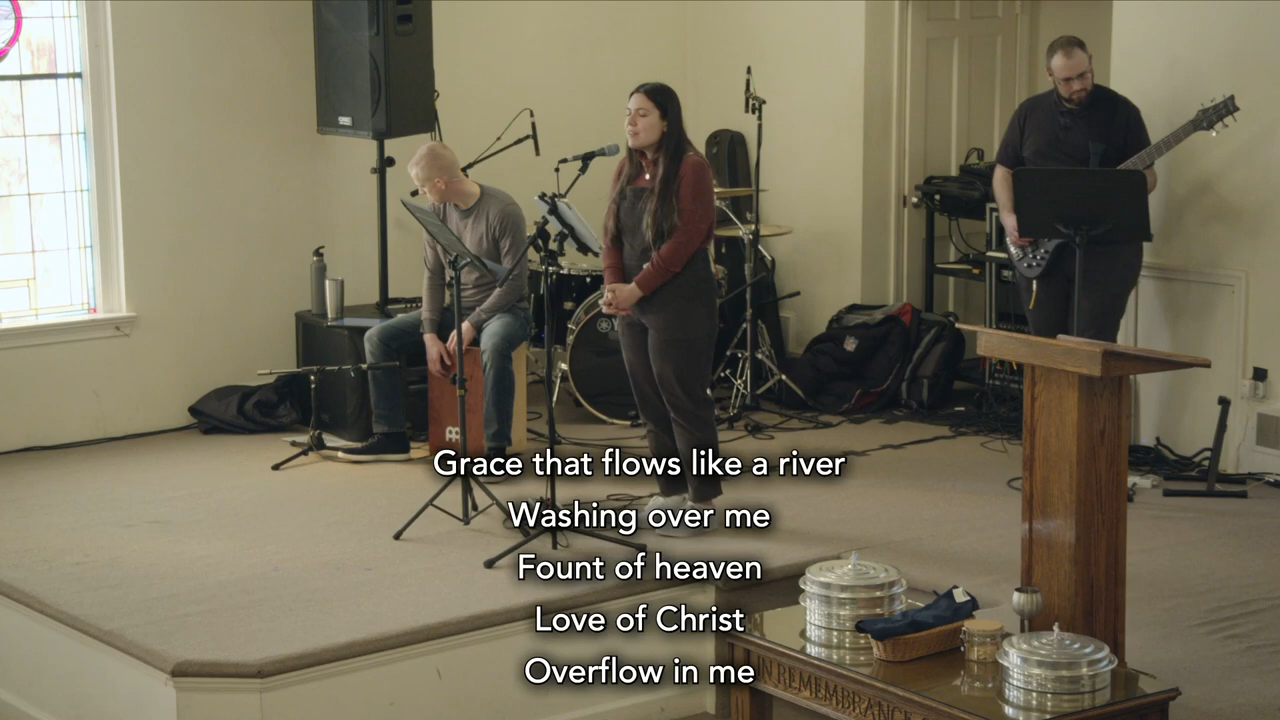 Grace that flows like a river
Washing over me
Fount of heaven
Love of Christ
Overflow in me
IN REMEMBRANCE